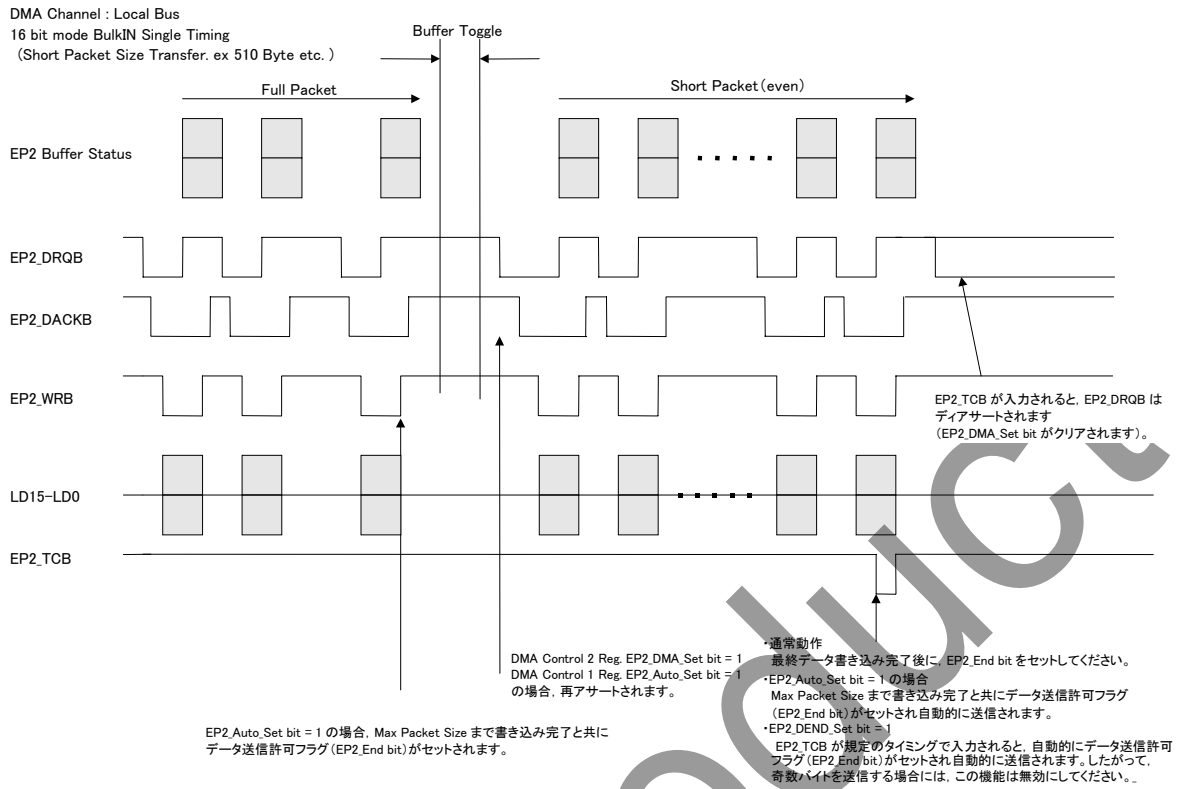 DMA Channel : Local Bus
16 bit mode BulkIN Single Timing
(Short Packet Size Transfer. ex 510 Byte etc. )
Buffer Toggle
Full Packet
Short Packet(even)
EP2 Buffer Status
EP2_DRQB
EP2_DACKB
EP2_WRB
EP2_TCB が入力されると, EP2_DRQB は
ディアサートされます
(EP2_DMA_Set bit がクリアされます)。
LD15-LD0
EP2_TCB
DMA Control 2 Reg. EP2_DMA_Set bit = 1
DMA Control 1 Reg. EP2_Auto_Set bit = 1
の場合, 再アサートされます。
・通常動作
最終データ書き込み完了後に, EP2_End bit をセットしてください。
・EP2_Auto_Set bit = 1 の場合
Max Packet Size まで書き込み完了と共にデータ送信許可フラグ
(EP2_End bit)がセットされ自動的に送信されます。
・EP2_DEND_Set bit = 1
EP2_TCB が規定のタイミングで入力されると, 自動的にデータ送信許可
フラグ(EP2_End bit)がセットされ自動的に送信されます。したがって,
奇数バイトを送信する場合には, この機能は無効にしてください。_
EP2_Auto_Set bit = 1 の場合, Max Packet Size まで書き込み完了と共に
データ送信許可フラグ(EP2_End bit)がセットされます。
oduct